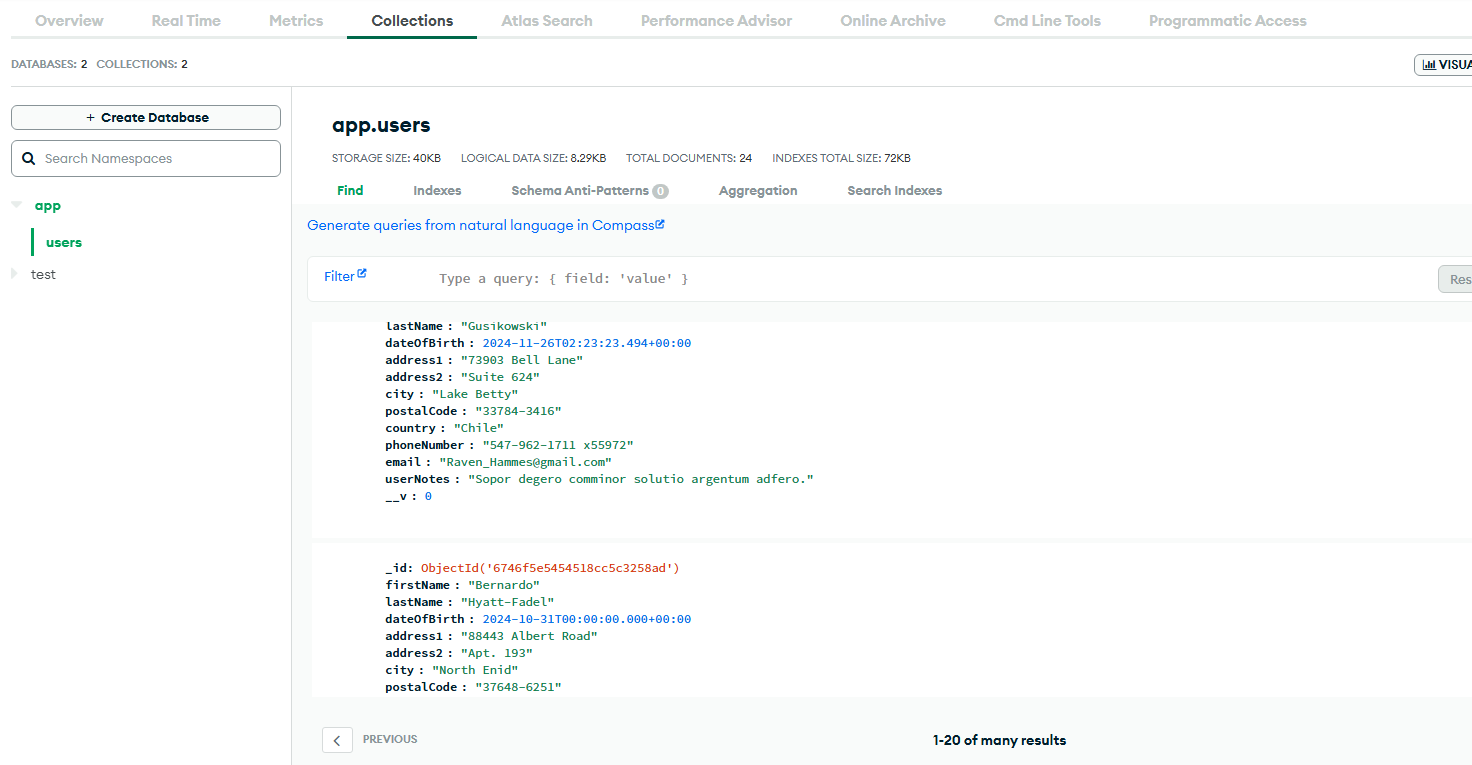 Overview Real Time Metrics Collections Atlas Search Performance Advisor Online Archive Cmd Line Tools Programmatic Access
DATABASES: 2 COLLECTIONS: 2
VISUA
+ Create Database
Search Namespaces
app
users
test
app.users
STORAGE SIZE: 40KB LOGICAL DATA SIZE: 8.29KB TOTAL DOCUMENTS: 24 INDEXES TOTAL SIZE: 72KB
Find Indexes Schema Anti-Patterns 0 Aggregation Search Indexes
Generate queries from natural language in Compass
Filter Type a query: { field: 'value' }
Res
lastName : "Gusikowski"
dateOfBirth : 2024-11-26T02:23:23.494+00:00
address1 : "73903 Bell Lane"
address2 : "Suite 624"
city : "Lake Betty"
postalCode : "33784-3416"
country : "Chile"
phoneNumber : "547-962-1711 x55972"
email : "Raven_Hammes@gmail.com"
userNotes : "Sopor degero comminor solutio argentum adfero."
__v : 0
_id: ObjectId('6746f5e5454518cc5c3258ad')
firstName : "Bernardo"
lastName : "Hyatt-Fadel"
dateOfBirth : 2024-10-31T00:00:00.000+00:00
address1 : "88443 Albert Road"
address2 : "Apt. 193"
city : "North Enid"
postalCode : "37648-6251"
PREVIOUS
1-20 of many results